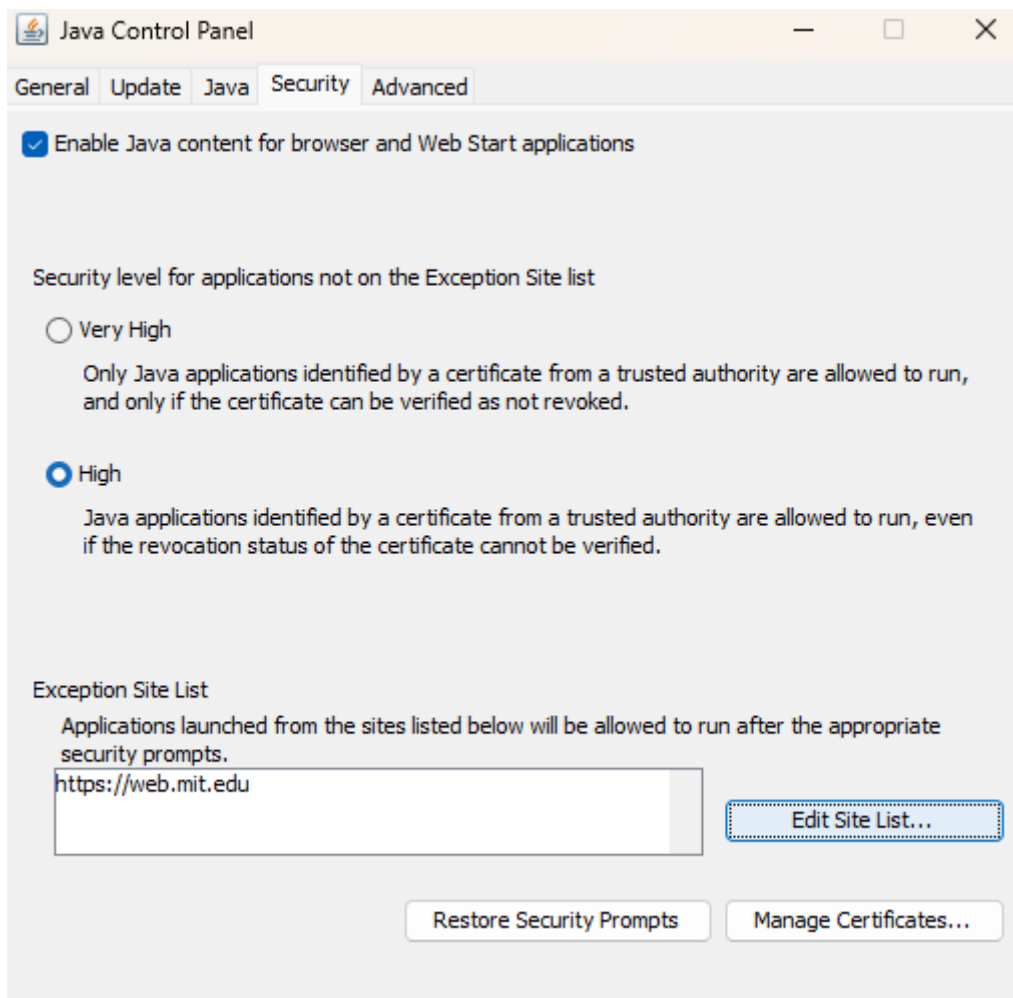 Java Control Panel
General Update Java Security Advanced
Enable Java content for browser and Web Start applications
Security level for applications not on the Exception Site list
Very High
Only Java applications identified by a certificate from a trusted authority are allowed to run,
and only if the certificate can be verified as not revoked.
High
Java applications identified by a certificate from a trusted authority are allowed to run, even
if the revocation status of the certificate cannot be verified.
Exception Site List
Applications launched from the sites listed below will be allowed to run after the appropriate
security prompts.
https://web.mit.edu
Edit Site List...
Restore Security Prompts Manage Certificates...